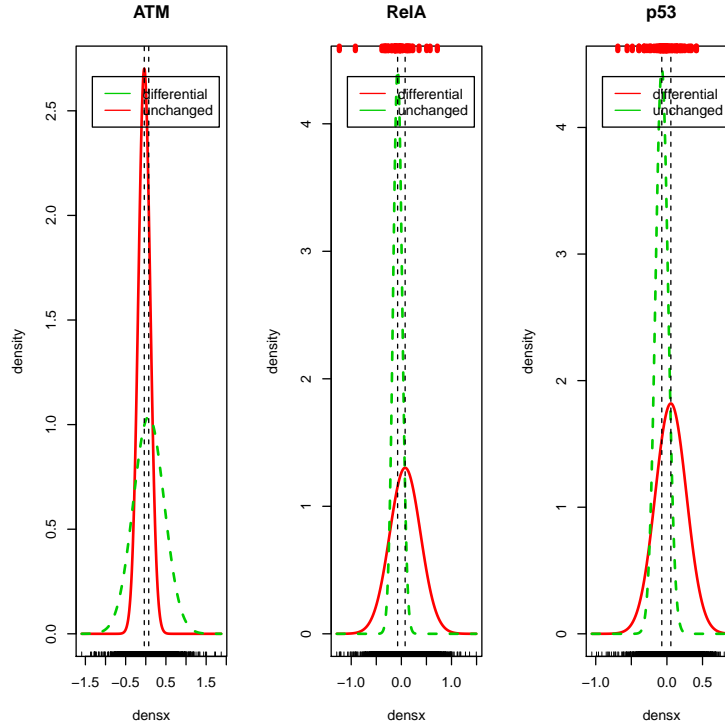 ATM
differential
unchanged
density
2.5
2.0
1.5
1.0
0.5
0.0
−1.5 −0.5 0.5 1.5
densx
RelA
differential
unchanged
density
4
3
2
1
0
−1.0 0.0 1.0
densx
p53
differential
unchanged
density
4
3
2
1
0
−1.0 0.0 0.5
densx